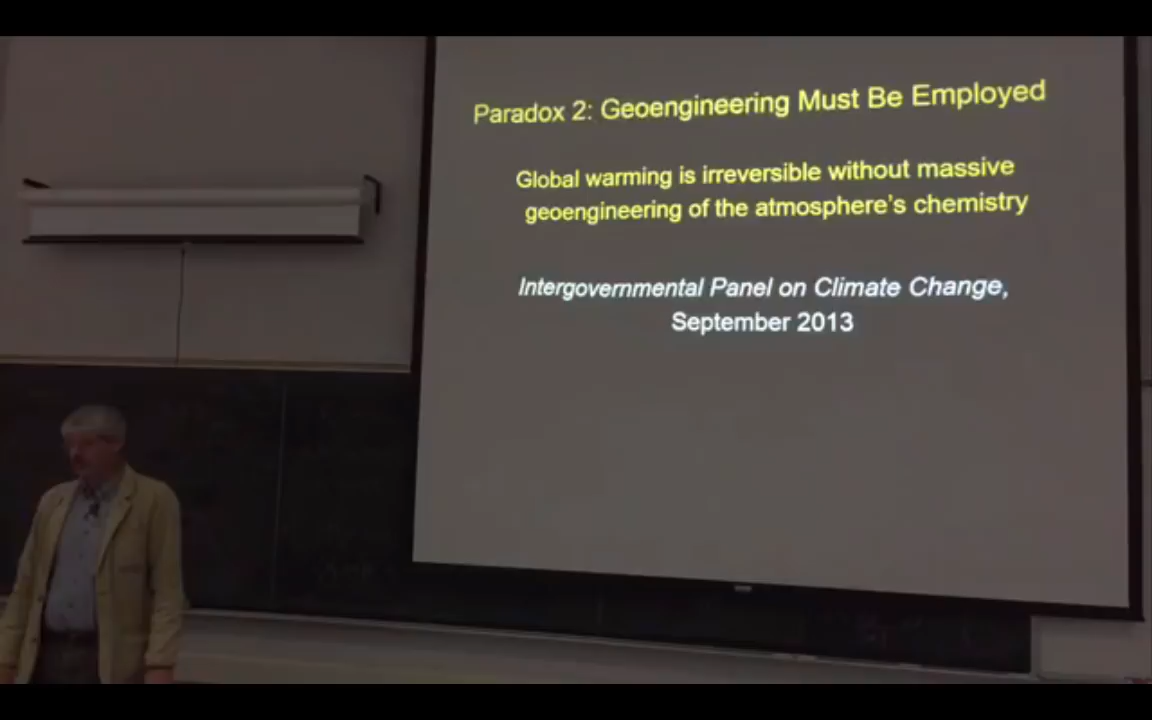 Paradox 2: Geoengineering Must Be Employed
Global warming is irreversible without massive
geoengineering of the atmosphere's chemistry
Intergovernmental Panel on Climate Change,
September 2013